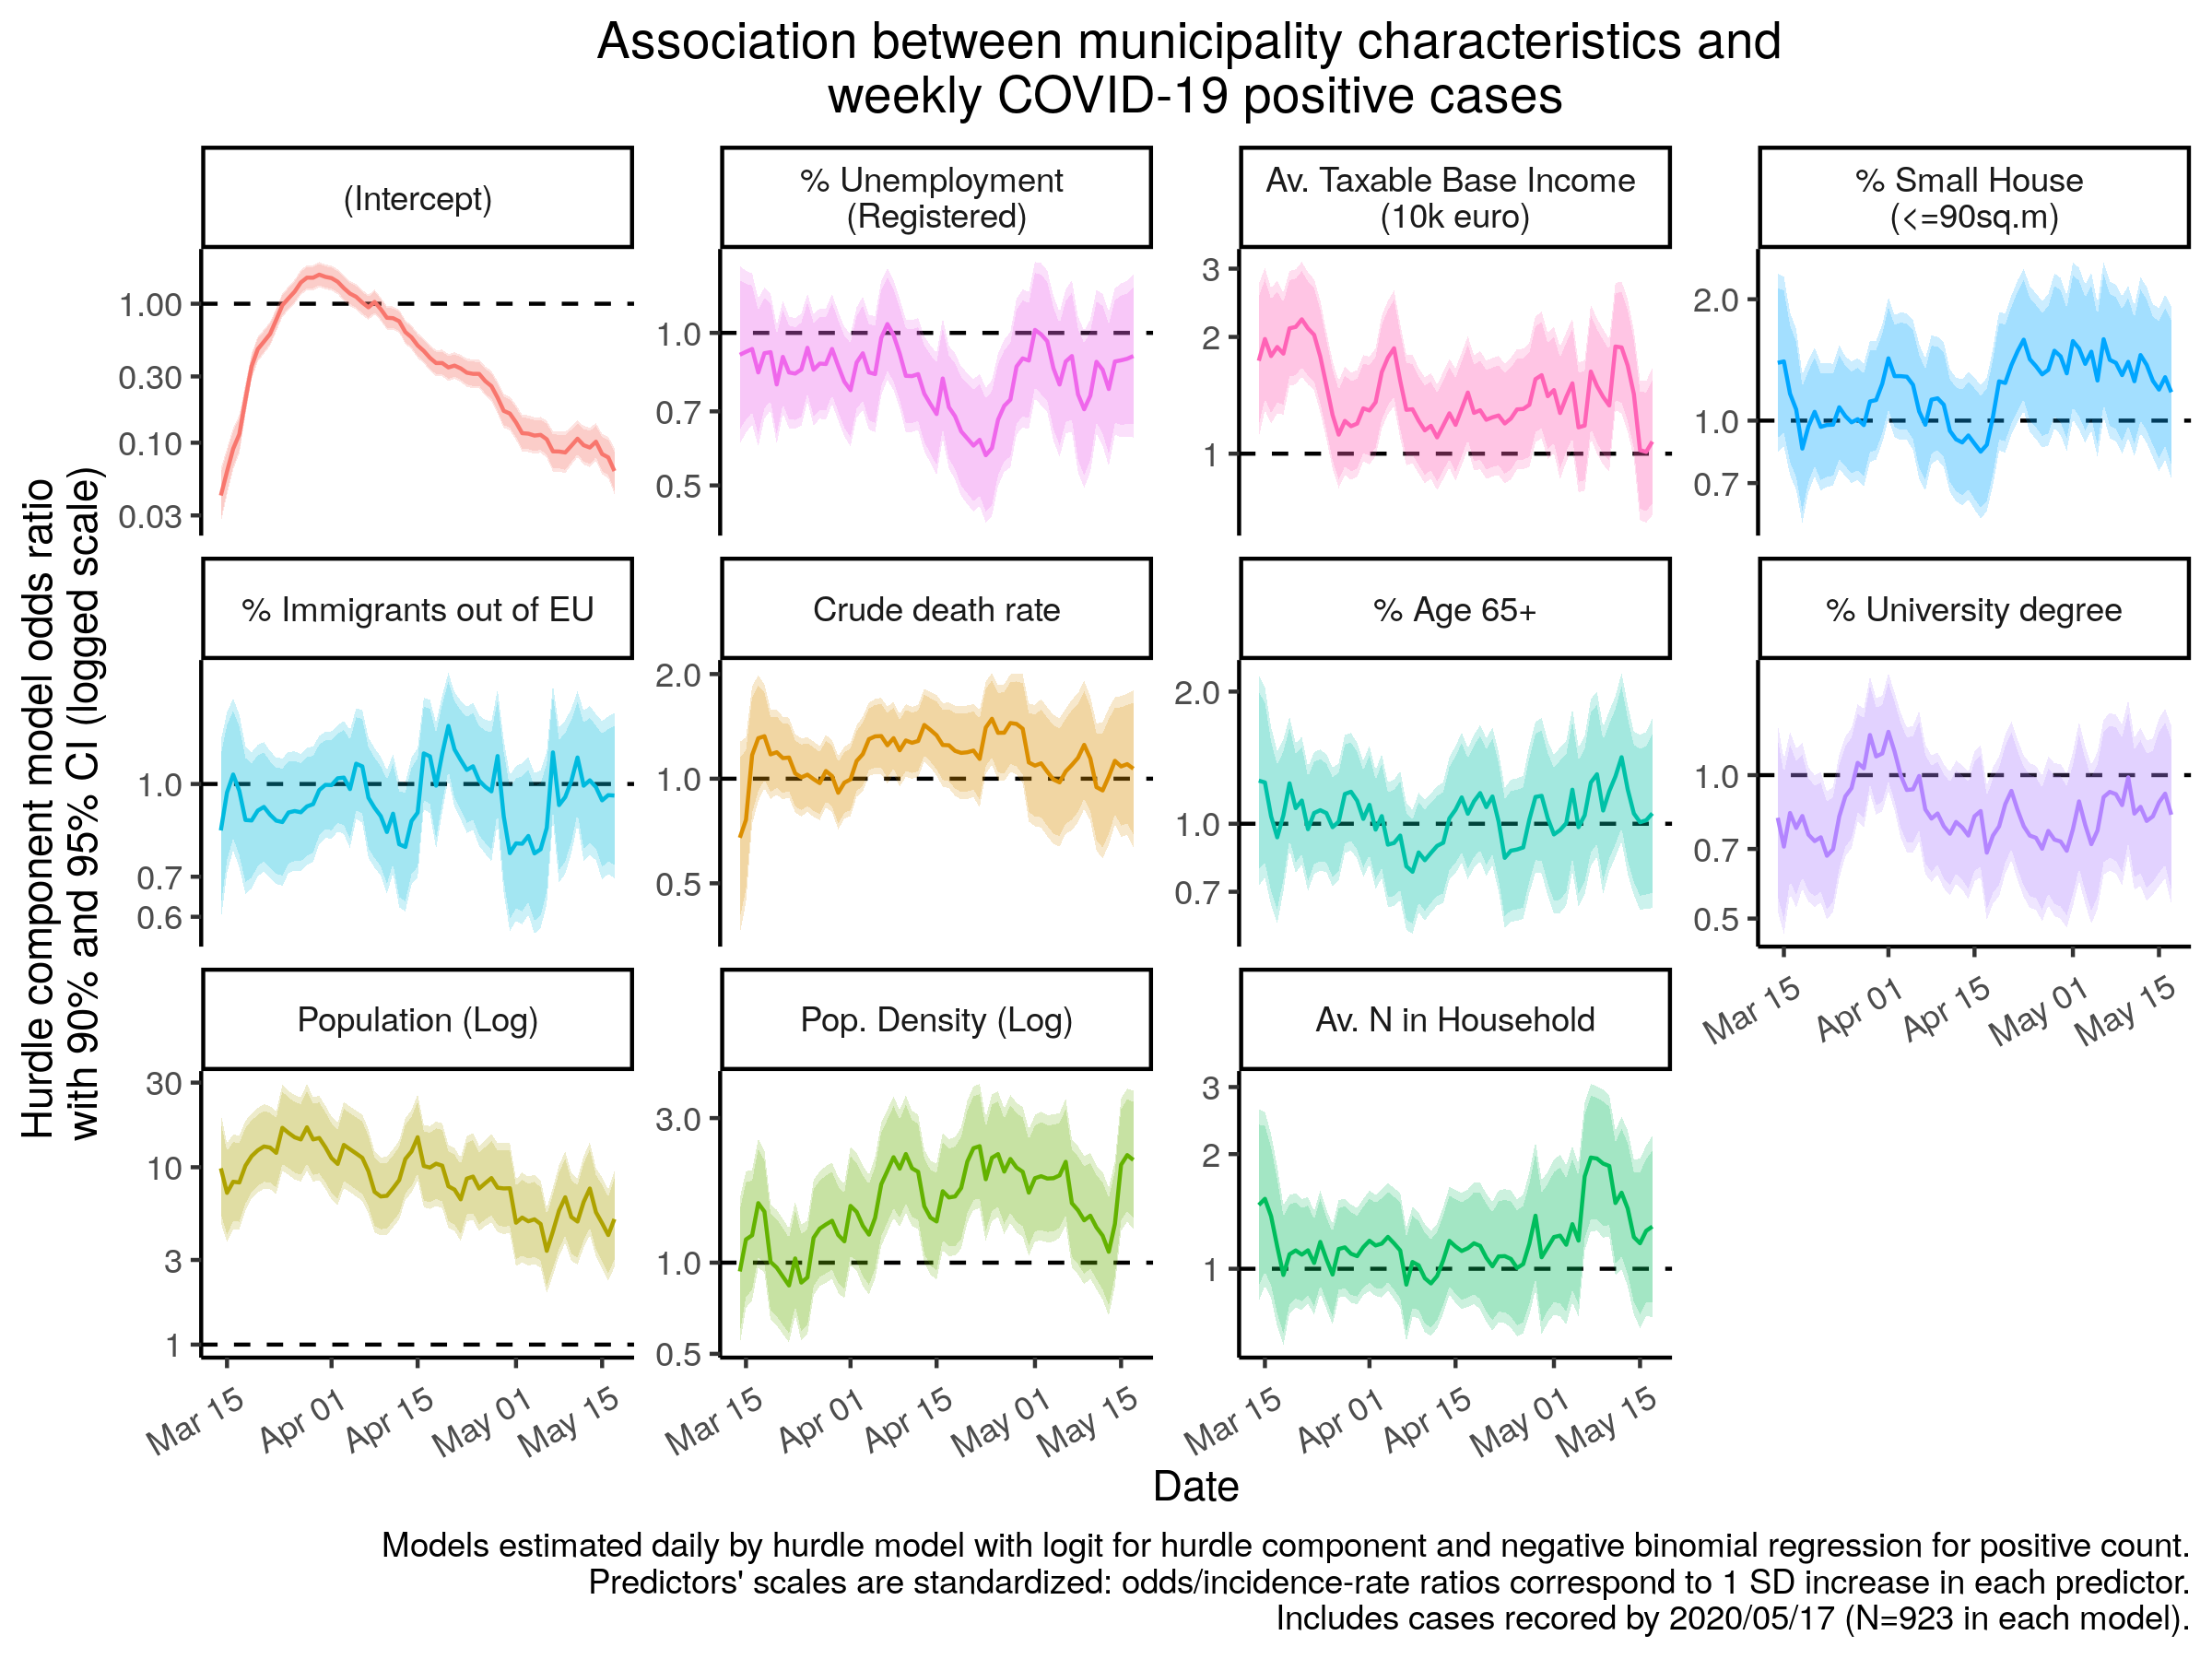 Association between municipality characteristics and
weekly COVID-19 positive cases
Hurdle component model odds ratio
with 90% and 95% CI (logged scale)
(Intercept)
1.00
0.30
0.10
0.03
% Unemployment
(Registered)
1.0
0.7
0.5
Av. Taxable Base Income
(10k euro)
3
2
1
% Small House
(<=90sq.m)
2.0
1.0
0.7
% Immigrants out of EU
1.0
0.7
0.6
Crude death rate
2.0
1.0
0.5
% Age 65+
2.0
1.0
0.7
% University degree
1.0
0.7
0.5
Mar 15 Apr 01 Apr 15 May 01 May 15
Population (Log)
30
10
3
1
Mar 15 Apr 01 Apr 15 May 01 May 15
Pop. Density (Log)
3.0
1.0
0.5
Mar 15 Apr 01 Apr 15 May 01 May 15
Av. N in Household
3
2
1
Mar 15 Apr 01 Apr 15 May 01 May 15
Date
Models estimated daily by hurdle model with logit for hurdle component and negative binomial regression for positive count.
Predictors' scales are standardized: odds/incidence-rate ratios correspond to 1 SD increase in each predictor.
Includes cases recored by 2020/05/17 (N=923 in each model).